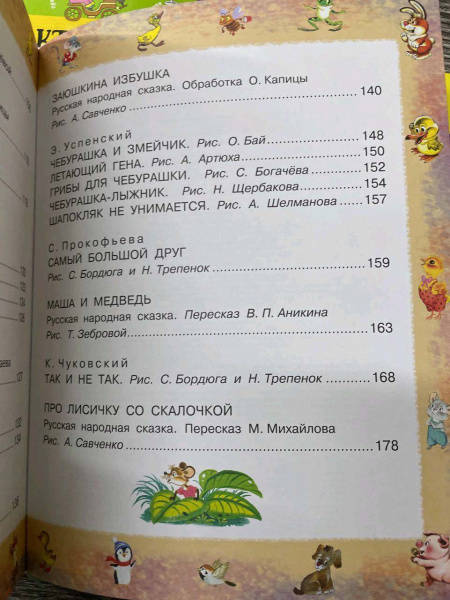 КТ
ЗАЮШКИНА ИЗБУШКА
Русская народная сказка. Обработка О. Капицы
Рис. А. Савченко 140
Э. Успенский
ЧЕБУРАШКА И ЗМЕЙЧИК. Рис. О. Бай 148
ЛЕТАЮЩИЙ ГЕНА. Рис. А. Артюха 150
ГРИБЫ ДЛЯ ЧЕБУРАШКИ. Рис. С. Богачёва 152
ЧЕБУРАШКА-ЛЫЖНИК. Рис. Н. Щербакова 154
ШАПОКЛЯК НЕ УНИМАЕТСЯ. Рис. А. Шелманова 157
С. Прокофьева
САМЫЙ БОЛЬШОЙ ДРУГ
Рис. С. Бордюга и Н. Трепенок 159
МАША И МЕДВЕДЬ
Русская народная сказка. Пересказ В. П. Аникина
Рис. Т. Зебровой 163
К. Чуковский
ТАК И НЕ ТАК. Рис. С. Бордюга и Н. Трепенок 168
ПРО ЛИСИЧКУ СО СКАЛОЧКОЙ
Русская народная сказка. Пересказ М. Михайлова
Рис. А. Савченко 178